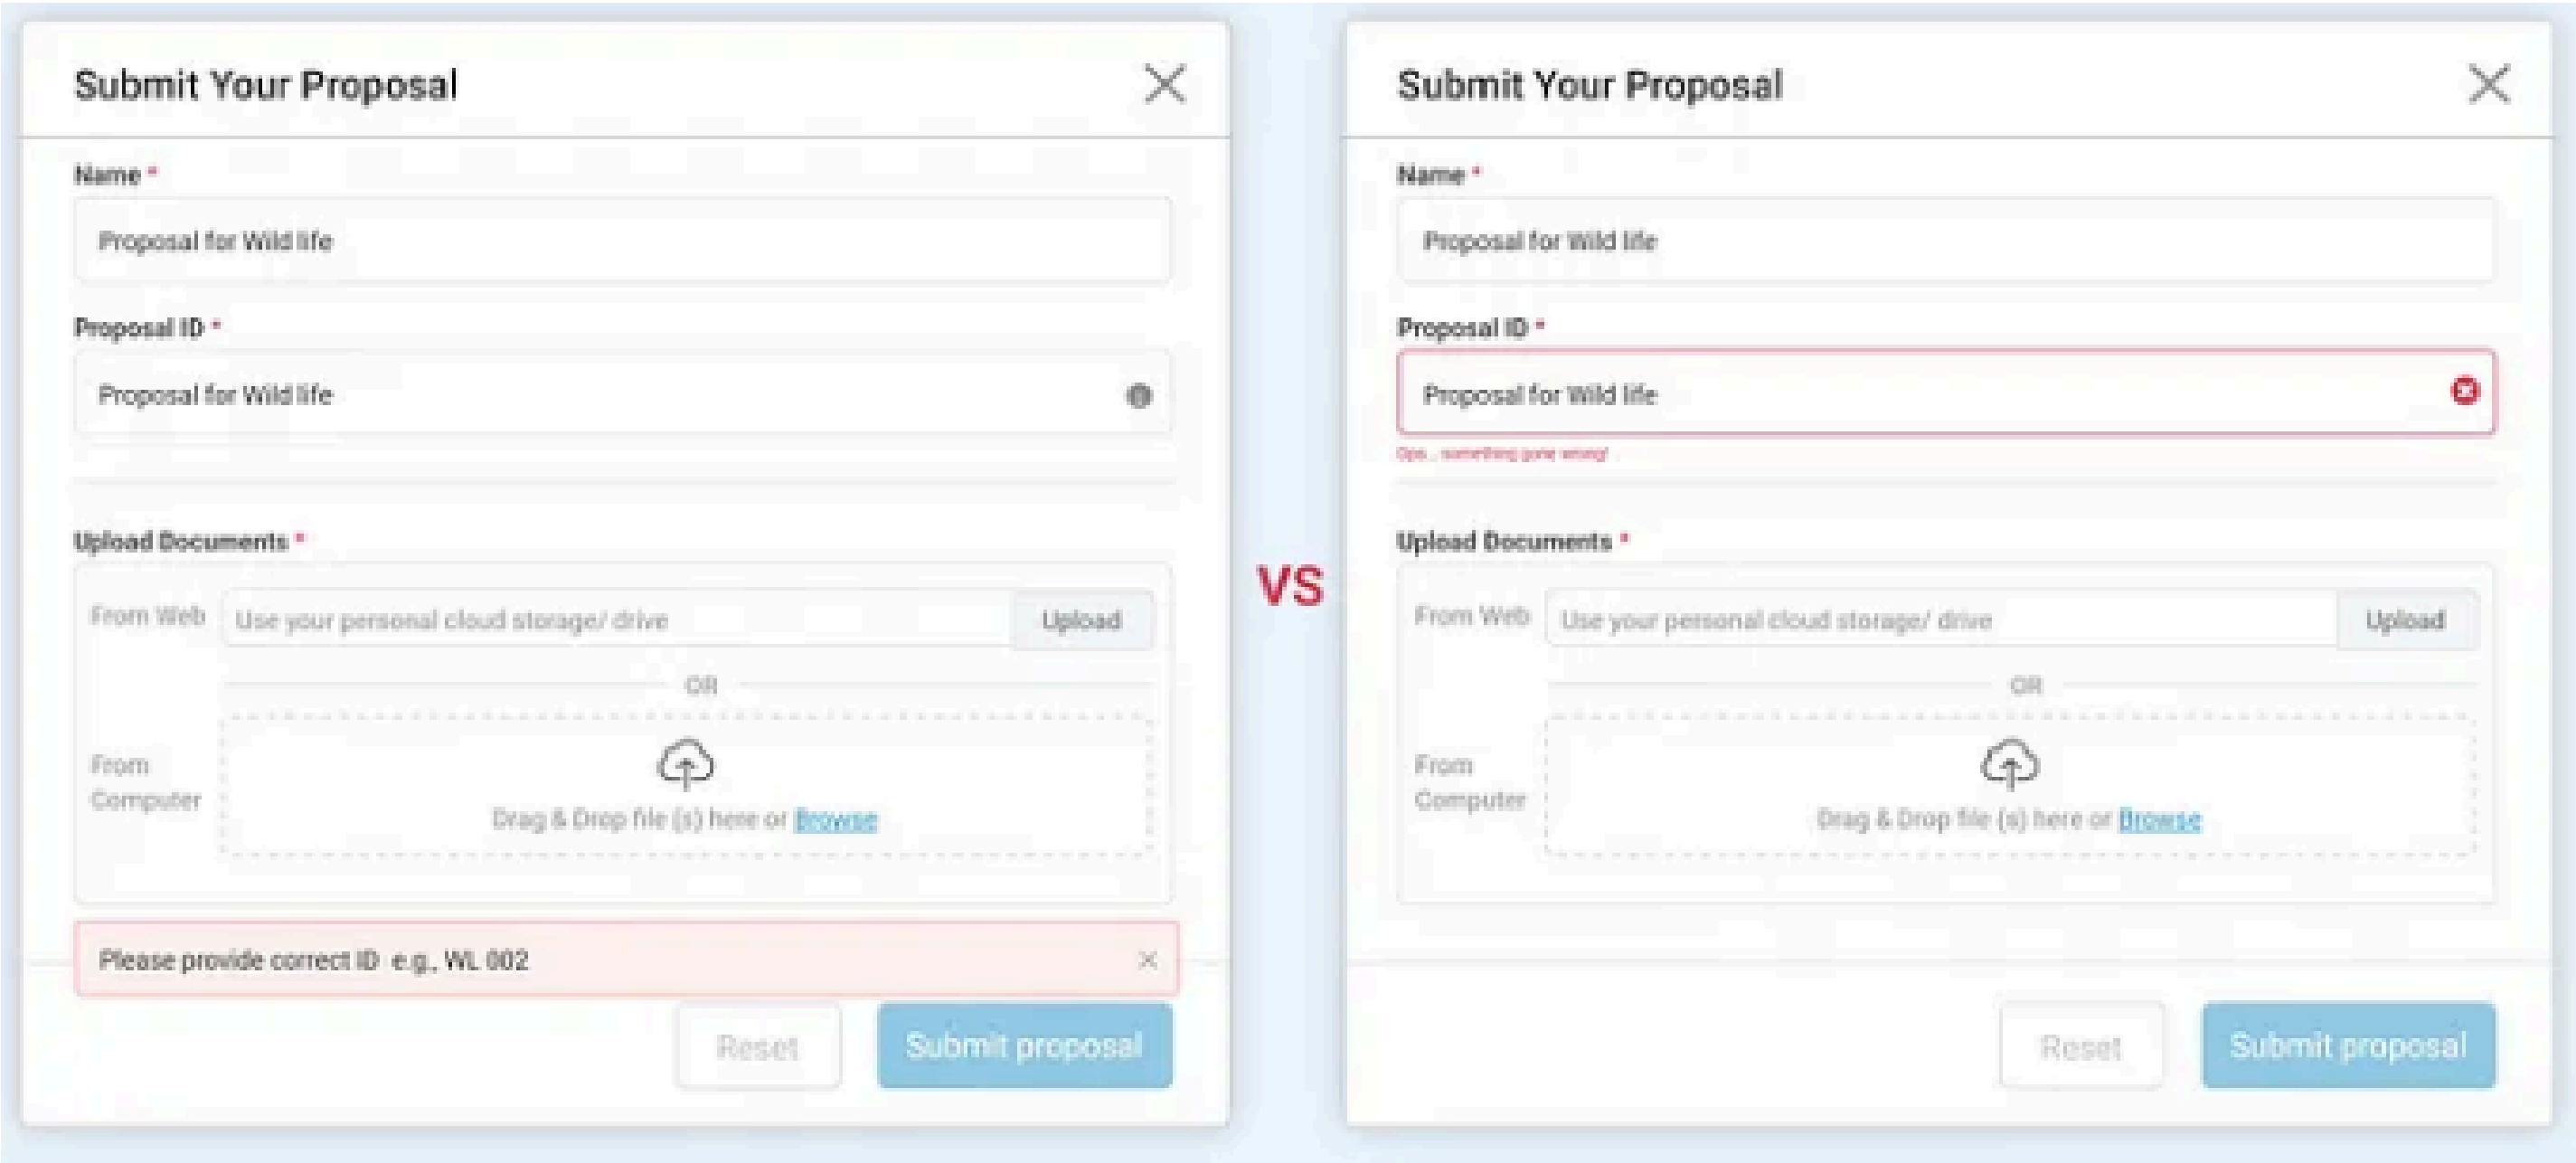 Submit Your Proposal
Name *
Proposal for Wild life
Proposal ID *
Proposal for Wild life
Upload Documents *
From Web
Use your personal cloud storage/ drive
Upload
OR
From
Computer
Drag & Drop file (s) here or Browse
Please provide correct ID e.g., WL 002
Reset
Submit proposal
VS
Submit Your Proposal
Name *
Proposal for Wild life
Proposal ID *
Proposal for Wild life
Ops... something gone wrong!
Upload Documents *
From Web
Use your personal cloud storage/ drive
Upload
OR
From
Computer
Drag & Drop file (s) here or Browse
Reset
Submit proposal